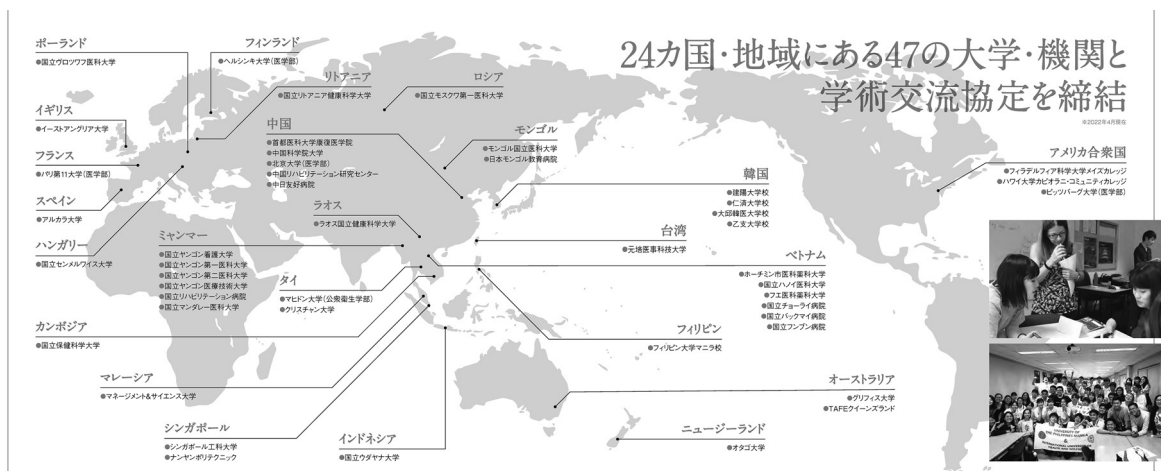 24カ国・地域にある47の大学・機関と
学術交流協定を締結
※2022年4月現在
ポーランド
●国立ヴロツワフ医科大学
フィンランド
●ヘルシンキ大学(医学部)
リトアニア
●国立リトアニア健康科学大学
ロシア
●国立モスクワ第一医科大学
イギリス
●イーストアングリア大学
中国
●首都医科大学康復医学院
●中国科学院大学
●北京大学(医学部)
●中国リハビリテーション研究センター
●中日友好病院
モンゴル
●モンゴル国立医科大学
●日本モンゴル教育病院
アメリカ合衆国
●フィラデルフィア科学大学メイズカレッジ
●ハワイ大学カピオラニ・コミュニティカレッジ
●ピッツバーグ大学(医学部)
フランス
●パリ第11大学(医学部)
韓国
●建陽大学校
●仁済大学校
●大邱韓医大学校
●乙支大学校
スペイン
●アルカラ大学
ラオス
●ラオス国立健康科学大学
台湾
●元培医事科技大学
ハンガリー
●国立センメルワイス大学
ミャンマー
●国立ヤンゴン看護大学
●国立ヤンゴン第一医科大学
●国立ヤンゴン第二医科大学
●国立ヤンゴン医療技術大学
●国立リハビリテーション病院
●国立マンダレー医科大学
タイ
●マヒドン大学(公衆衛生学部)
●クリスチャン大学
ベトナム
●ホーチミン市医科薬科大学
●国立ハノイ医科大学
●フエ医科薬科大学
●国立チョーライ病院
●国立バックマイ病院
●国立フンブン病院
カンボジア
●国立保健科学大学
フィリピン
●フィリピン大学マニラ校
マレーシア
●マネージメント&サイエンス大学
オーストラリア
●グリフィス大学
●TAFEクイーンズランド
シンガポール
●シンガポール工科大学
●ナンヤンポリテクニック
インドネシア
●国立ウダヤナ大学
ニュージーランド
●オタゴ大学
UNIVERSITY OF
THE PHILIPPINES MANILA
&
INTERNATIONAL UNIVERSITY OF
HEALTH AND WELFARE